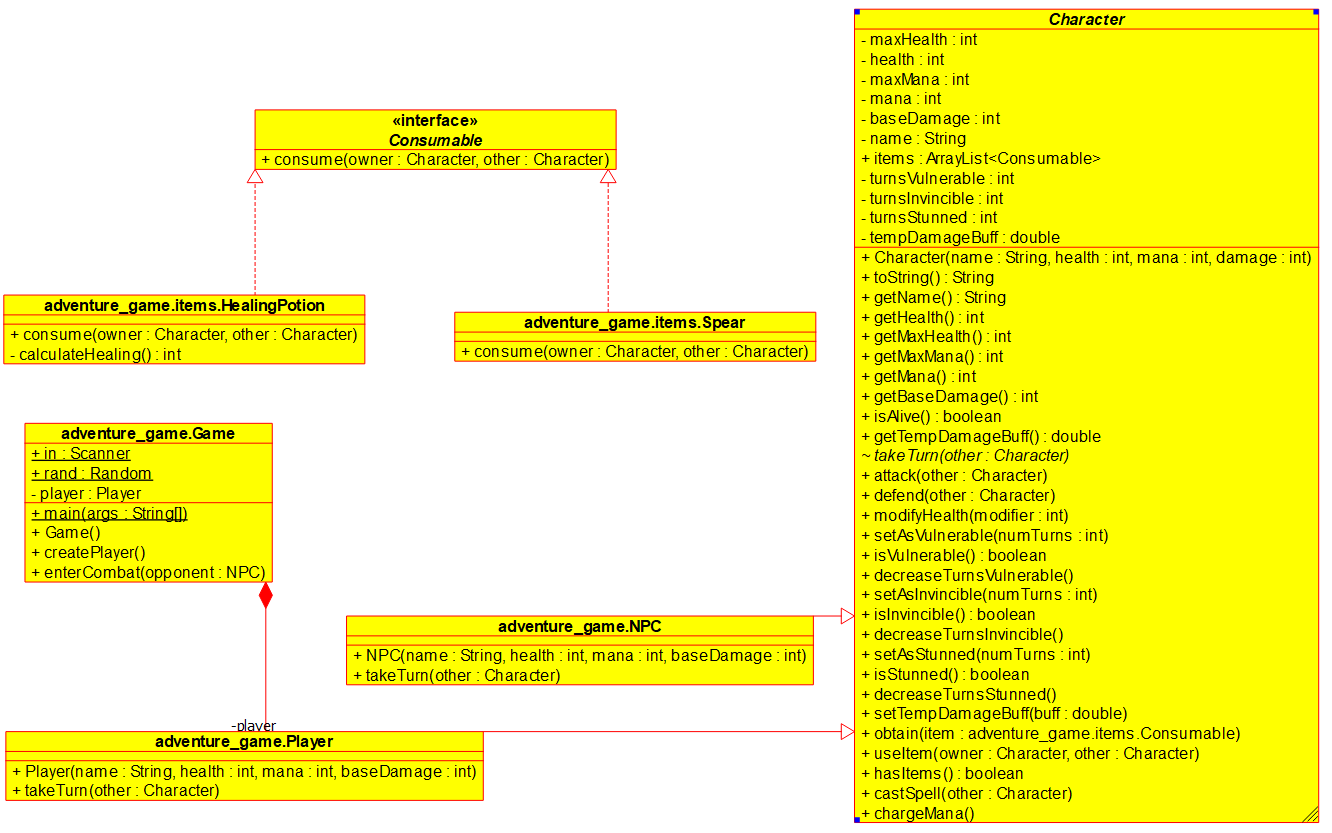 «interface»
Consumable
+ consume(owner : Character, other : Character)
adventure_game.items.HealingPotion
+ consume(owner : Character, other : Character)
- calculateHealing() : int
adventure_game.items.Spear
+ consume(owner : Character, other : Character)
adventure_game.Game
+ in : Scanner
+ rand : Random
- player : Player
+ main(args : String[])
+ Game()
+ createPlayer()
+ enterCombat(opponent : NPC)
adventure_game.NPC
+ NPC(name : String, health : int, mana : int, baseDamage : int)
+ takeTurn(other : Character)
-player
adventure_game.Player
+ Player(name : String, health : int, mana : int, baseDamage : int)
+ takeTurn(other : Character)
Character
- maxHealth : int
- health : int
- maxMana : int
- mana : int
- baseDamage : int
- name : String
+ items : ArrayList<Consumable>
- turnsVulnerable : int
- turnsInvincible : int
- turnsStunned : int
- tempDamageBuff : double
+ Character(name : String, health : int, mana : int, damage : int)
+ toString() : String
+ getName() : String
+ getHealth() : int
+ getMaxHealth() : int
+ getMaxMana() : int
+ getMana() : int
+ getBaseDamage() : int
+ isAlive() : boolean
+ getTempDamageBuff() : double
~ takeTurn(other : Character)
+ attack(other : Character)
+ defend(other : Character)
+ modifyHealth(modifier : int)
+ setAsVulnerable(numTurns : int)
+ isVulnerable() : boolean
+ decreaseTurnsVulnerable()
+ setAsInvincible(numTurns : int)
+ isInvincible() : boolean
+ decreaseTurnsInvincible()
+ setAsStunned(numTurns : int)
+ isStunned() : boolean
+ decreaseTurnsStunned()
+ setTempDamageBuff(buff : double)
+ obtain(item : adventure_game.items.Consumable)
+ useItem(owner : Character, other : Character)
+ hasItems() : boolean
+ castSpell(other : Character)
+ chargeMana()